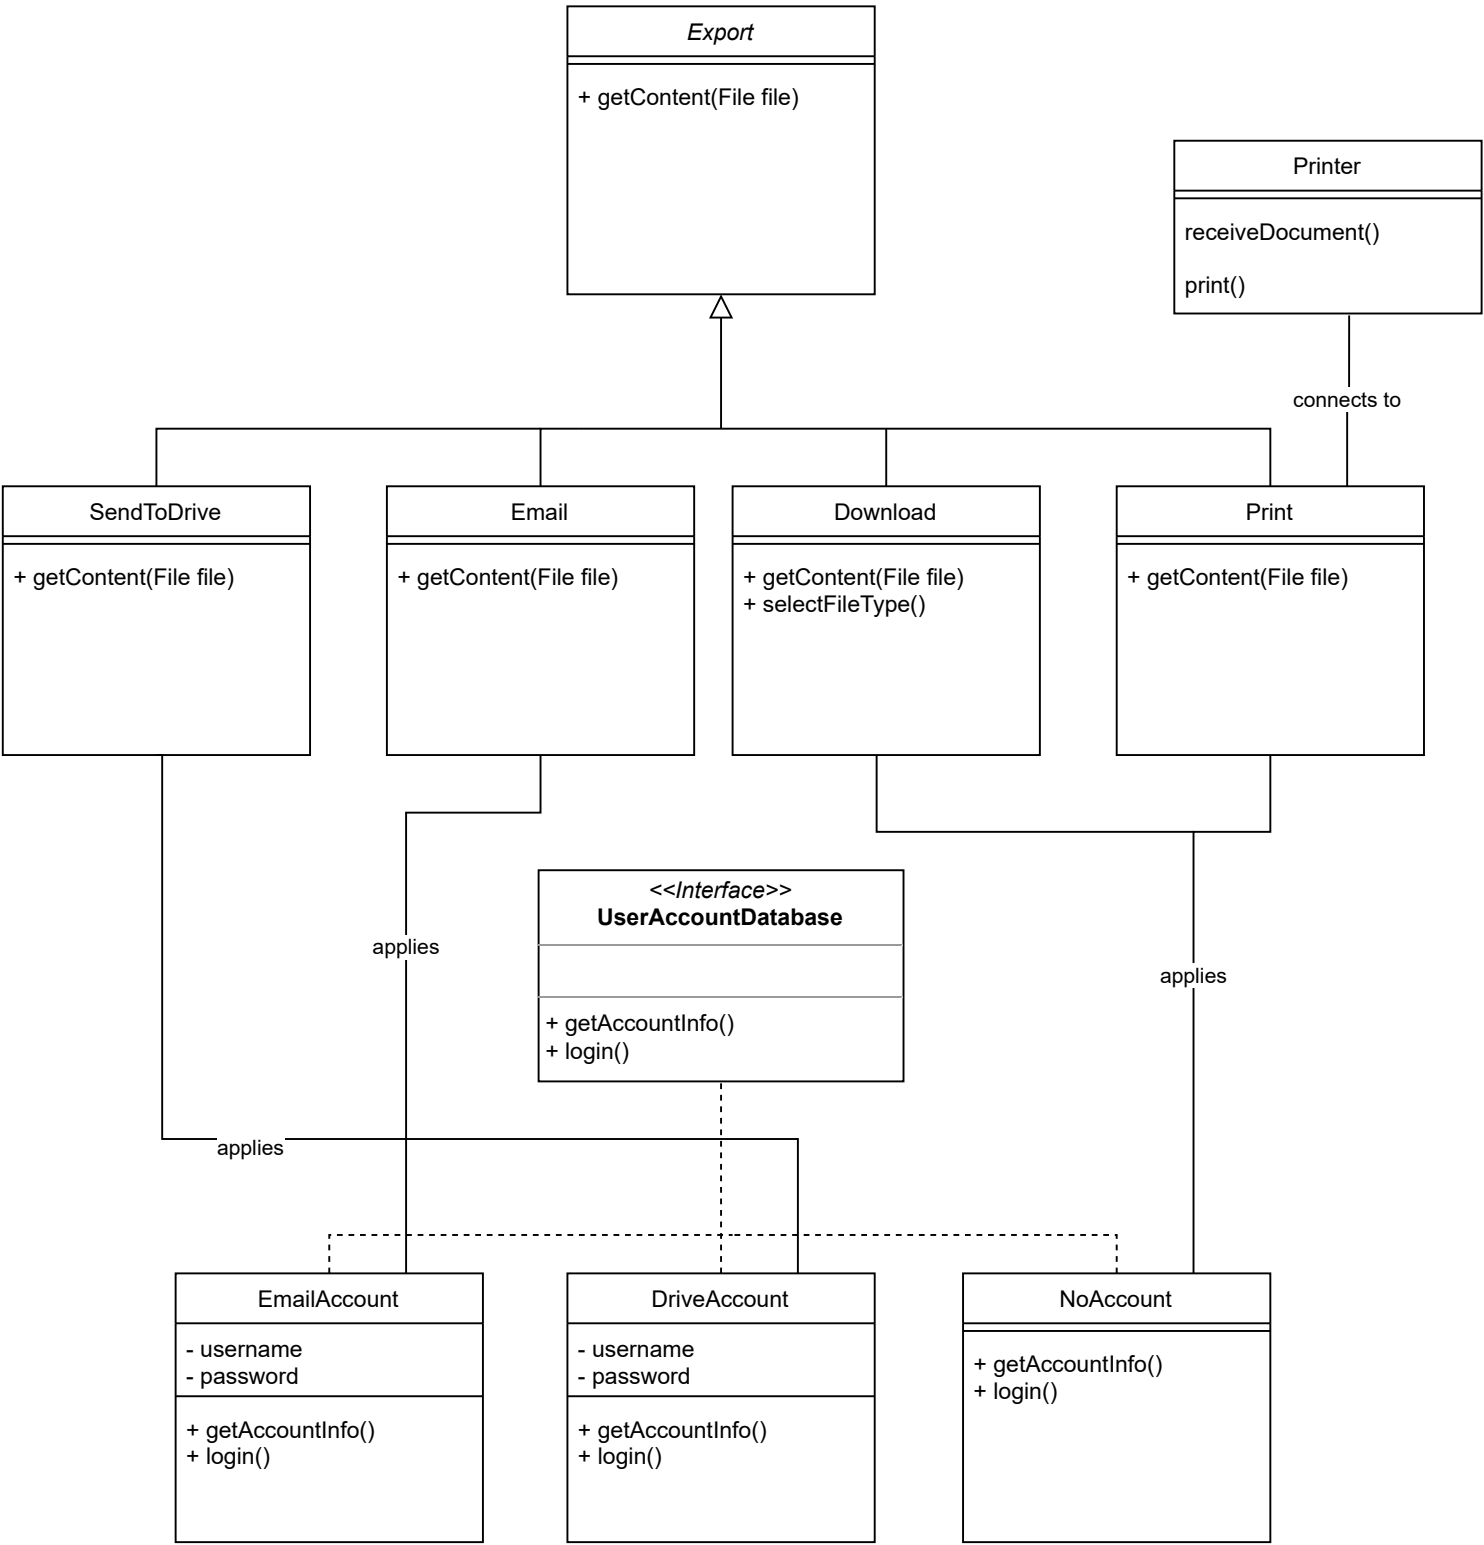 Export
+ getContent(File file)
Printer
receiveDocument()
print()
connects to
SendToDrive
+ getContent(File file)
Email
+ getContent(File file)
Download
+ getContent(File file)
+ selectFileType()
Print
+ getContent(File file)
<<Interface>>
UserAccountDatabase
+ getAccountInfo()
+ login()
applies
applies
applies
EmailAccount
- username
- password
+ getAccountInfo()
+ login()
DriveAccount
- username
- password
+ getAccountInfo()
+ login()
NoAccount
+ getAccountInfo()
+ login()